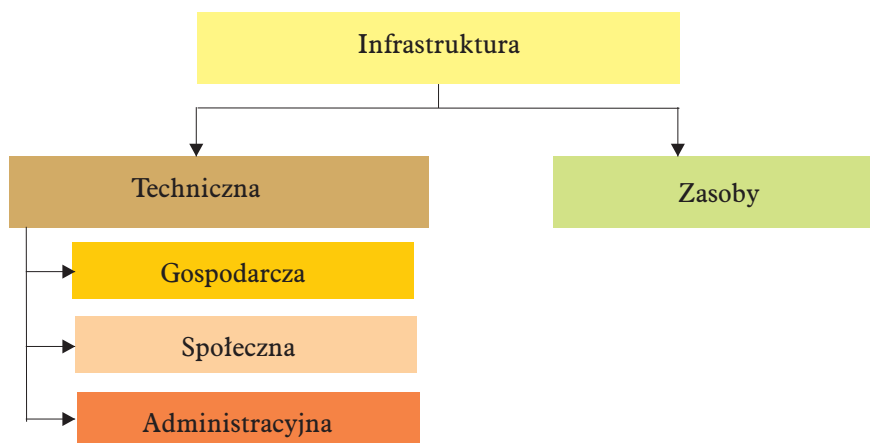 Infrastruktura
Techniczna
Zasoby
Gospodarcza
Społeczna
Administracyjna